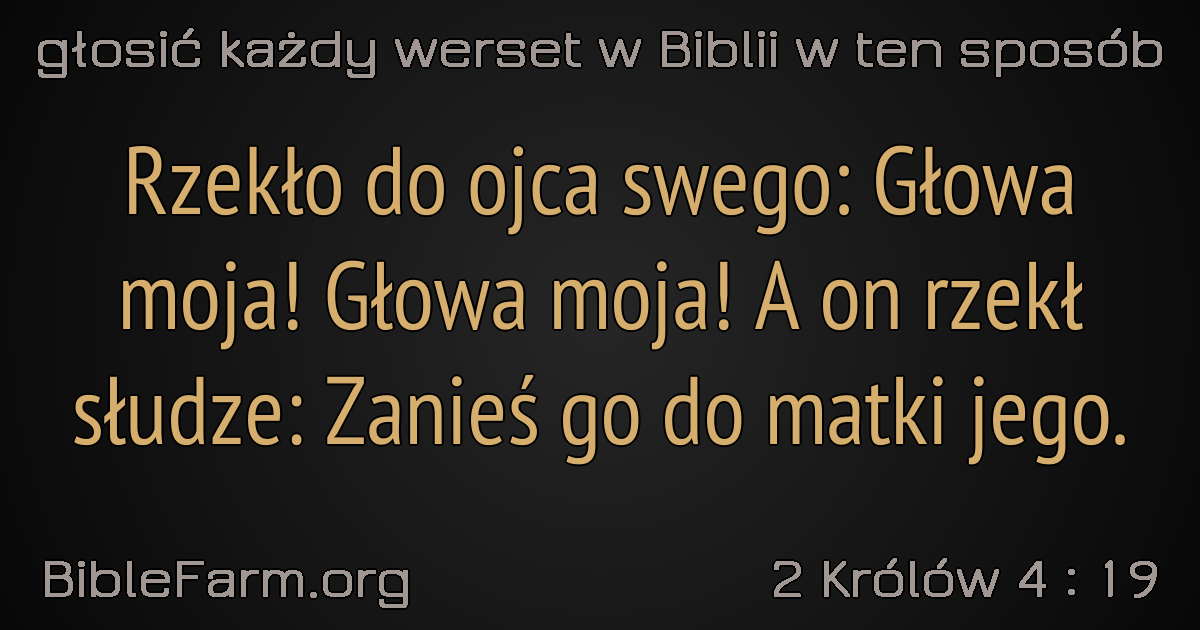 głosić każdy werset w Biblii w ten sposób
Rzekło do ojca swego: Głowa
moja! Głowa moja! A on rzekł
słudze: Zanieś go do matki jego.
BibleFarm.org
2 Królów 4 : 19